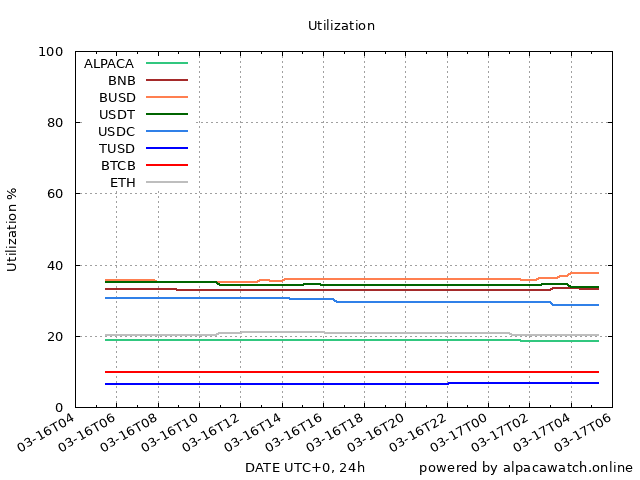 Utilization
100
80
60
40
20
0
Utilization %
ALPACA
BNB
BUSD
USDT
USDC
TUSD
BTCB
ETH
03-16T04
03-16T06
03-16T08
03-16T10
03-16T12
03-16T14
03-16T16
03-16T18
03-16T20
03-16T22
03-17T00
03-17T02
03-17T04
03-17T06
DATE UTC+0, 24h
powered by alpacawatch.online